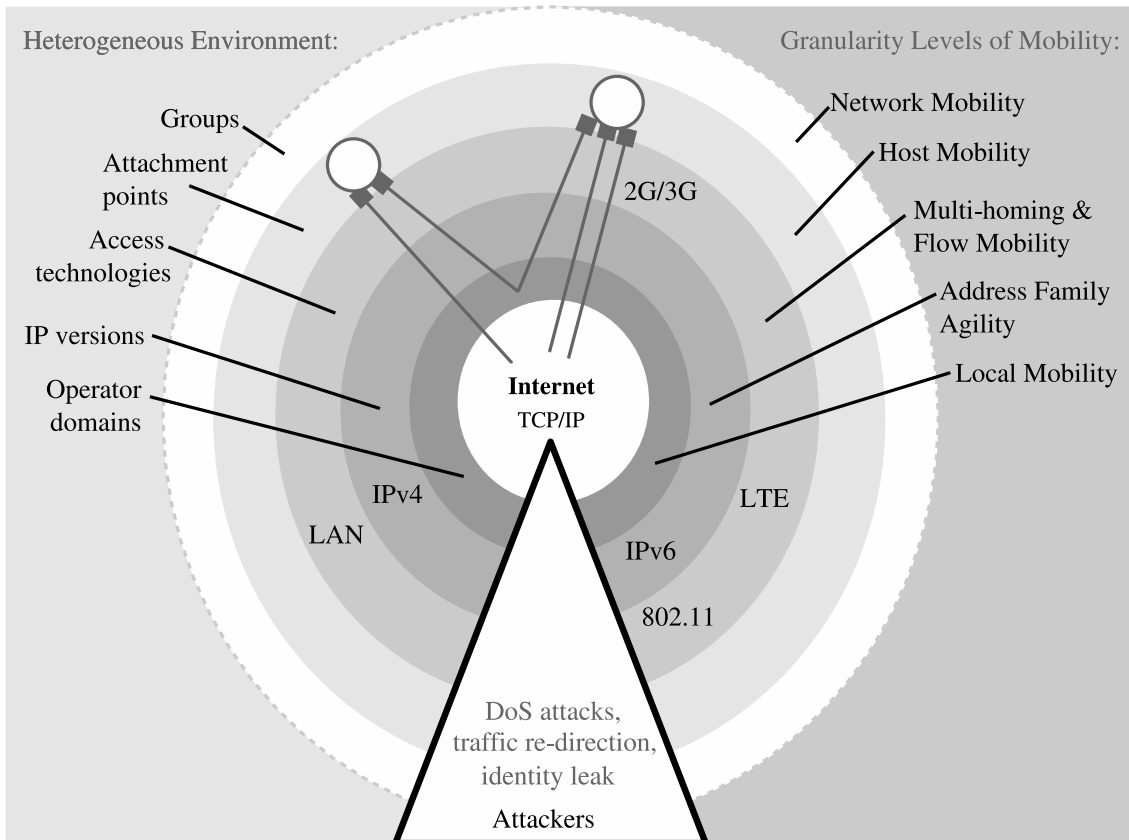 Heterogeneous Environment:
Granularity Levels of Mobility:
Groups
Attachment
points
Access
technologies
IP versions
Operator
domains
Network Mobility
Host Mobility
Multi-homing &
Flow Mobility
Address Family
Agility
Local Mobility
2G/3G
Internet
TCP/IP
IPv4
LAN
LTE
IPv6
802.11
DoS attacks,
traffic re-direction,
identity leak
Attackers